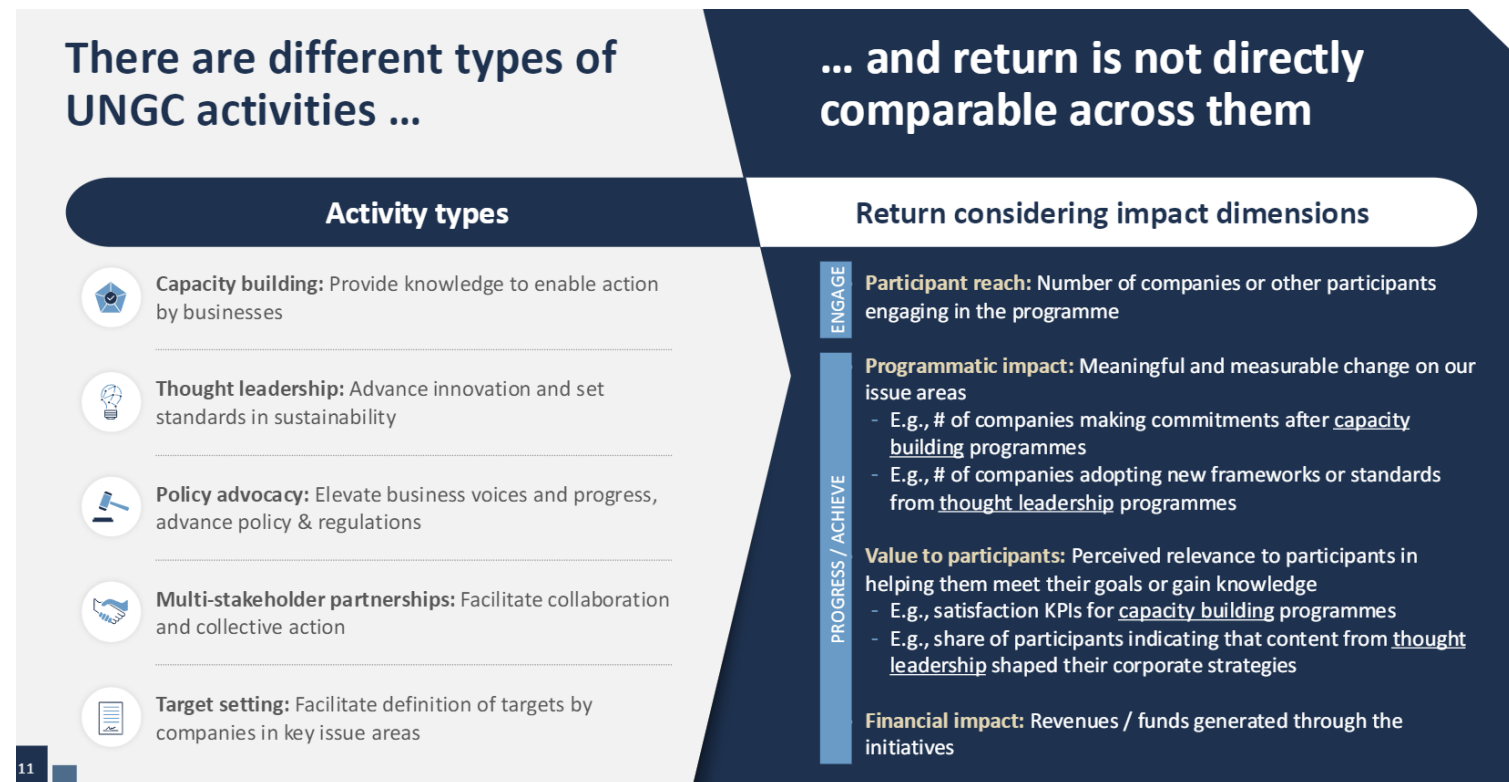 There are different types of
UNGC activities …
Activity types
Capacity building: Provide knowledge to enable action
by businesses
Thought leadership: Advance innovation and set
standards in sustainability
Policy advocacy: Elevate business voices and progress,
advance policy & regulations
Multi-stakeholder partnerships: Facilitate collaboration
and collective action
Target setting: Facilitate definition of targets by
companies in key issue areas
… and return is not directly
comparable across them
Return considering impact dimensions
ENGAGE
Participant reach: Number of companies or other participants
engaging in the programme
PROGRESS / ACHIEVE
Programmatic impact: Meaningful and measurable change on our
issue areas
- E.g., # of companies making commitments after capacity
building programmes
- E.g., # of companies adopting new frameworks or standards
from thought leadership programmes
Value to participants: Perceived relevance to participants in
helping them meet their goals or gain knowledge
- E.g., satisfaction KPIs for capacity building programmes
- E.g., share of participants indicating that content from thought
leadership shaped their corporate strategies
Financial impact: Revenues / funds generated through the
initiatives
11